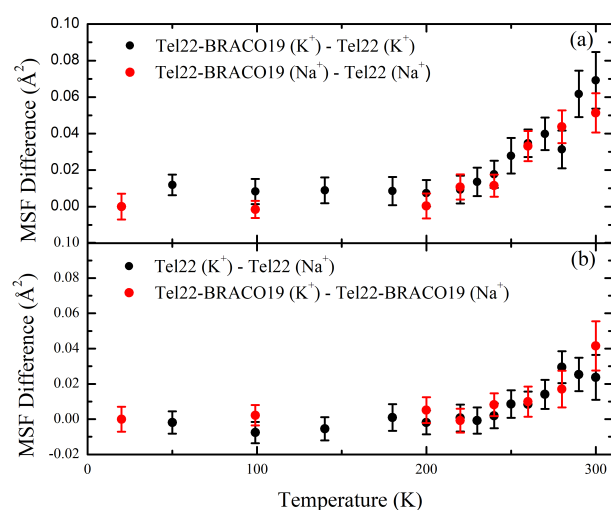 0.10
(a)
Tel22-BRACO19 (K⁺) - Tel22 (K⁺)
Tel22-BRACO19 (Na⁺) - Tel22 (Na⁺)
0.08
0.06
0.04
0.02
0.00
MSF Difference (Å²)
0.10
(b)
Tel22 (K⁺) - Tel22 (Na⁺)
Tel22-BRACO19 (K⁺) - Tel22-BRACO19 (Na⁺)
0.08
0.06
0.04
0.02
0.00
-0.02
MSF Difference (Å²)
0 100 200 300
Temperature (K)